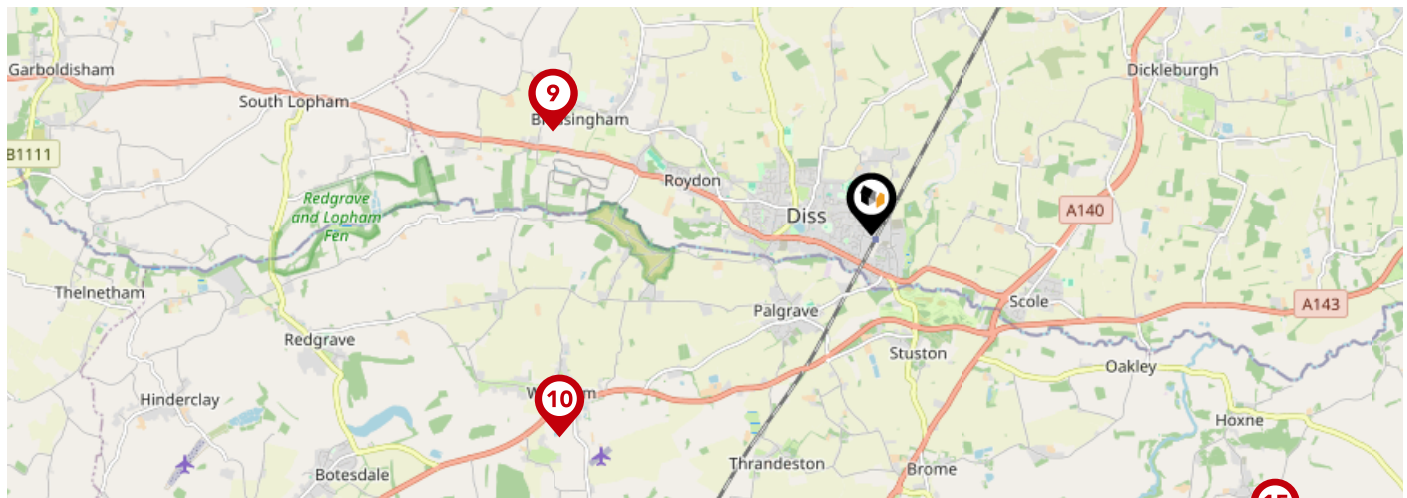 Garboldisham
Dickleburgh
South Lopham
9
B1111
Roydon
Redgrave
and Lopham
Fen
A140
Diss
Thelnetham
Scole
A143
Palgrave
Redgrave
Stuston
Oakley
Hinderclay
10
Hoxne
Thrandeston
Brome
Botesdale